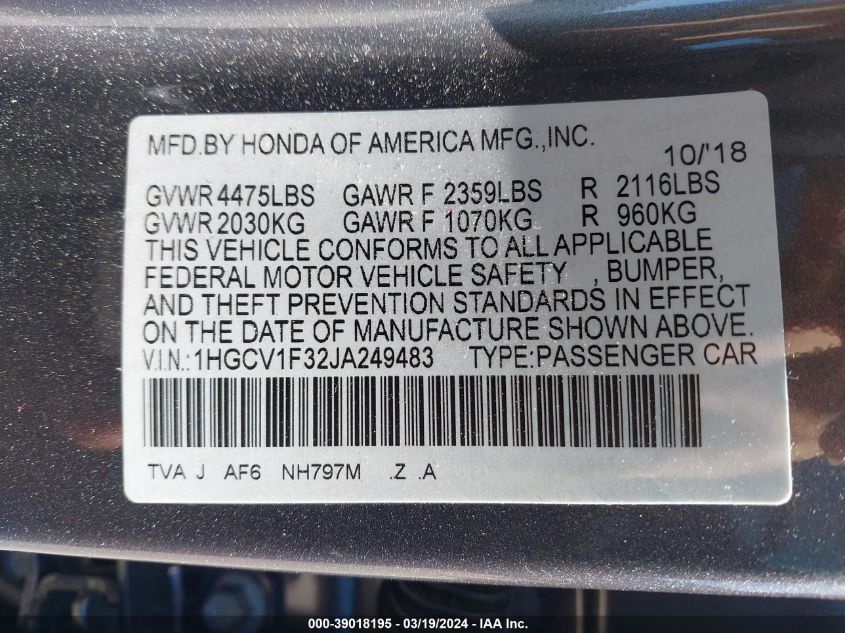 MFD.BY HONDA OF AMERICA MFG.,INC.
10/'18
GVWR 4475LBS GAWR F 2359LBS R 2116LBS
GVWR 2030KG GAWR F 1070KG R 960KG
THIS VEHICLE CONFORMS TO ALL APPLICABLE
FEDERAL MOTOR VEHICLE SAFETY , BUMPER,
AND THEFT PREVENTION STANDARDS IN EFFECT
ON THE DATE OF MANUFACTURE SHOWN ABOVE.
V.I.N.:1HGCV1F32JA249483 TYPE:PASSENGER CAR
TVA J AF6 NH797M .Z .A
000-39018195 - 03/19/2024 - IAA Inc.